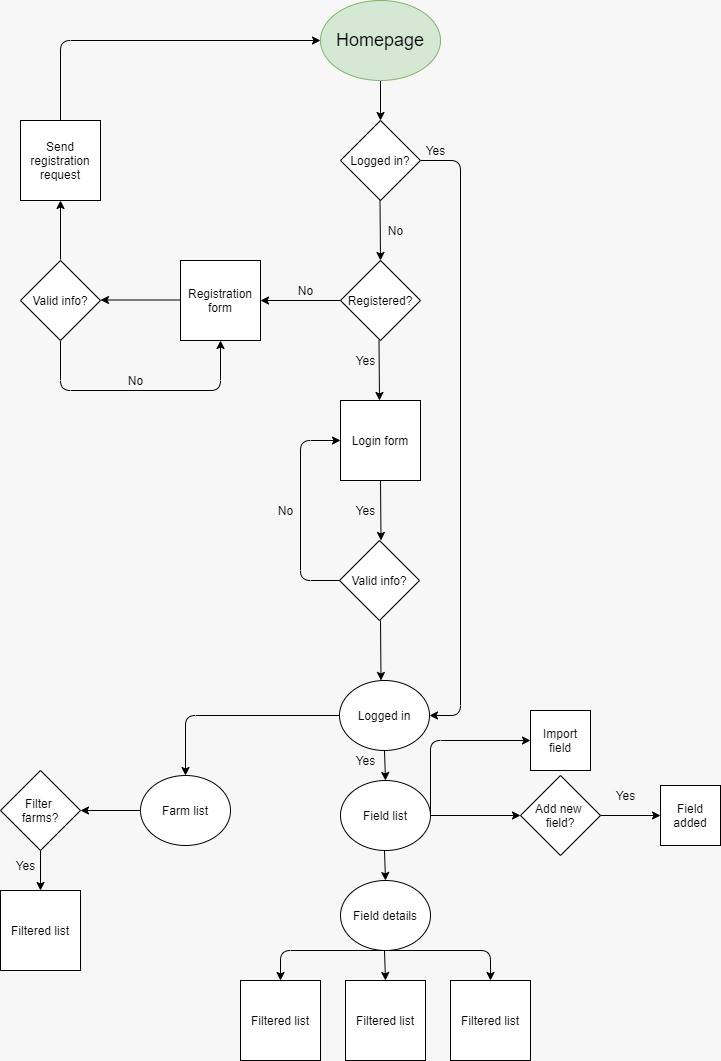 Homepage
Yes
Send
registration
request
Logged in?
No
Valid info?
Registration
form
No
Registered?
No
Yes
Login form
No
Yes
Valid info?
Logged in
Yes
Import
field
Filter
farms?
Farm list
Field list
Add new
field?
Yes
Field
added
Yes
Filtered list
Field details
Filtered list
Filtered list
Filtered list